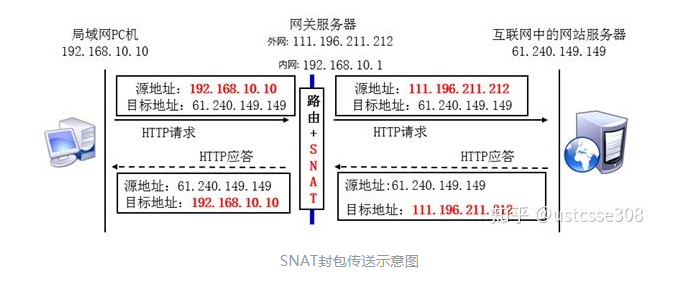 局域网PC机
192.168.10.10
网关服务器
外网: 111.196.211.212
内网: 192.168.10.1
互联网中的网站服务器
61.240.149.149
源地址: 192.168.10.10
目标地址: 61.240.149.149
HTTP请求
源地址: 111.196.211.212
目标地址: 61.240.149.149
HTTP请求
路由+SNAT
HTTP应答
源地址: 61.240.149.149
目标地址: 192.168.10.10
HTTP应答
源地址:61.240.149.149
目标地址: 111.196.211.212
知乎 @ustcsse308
SNAT封包传送示意图